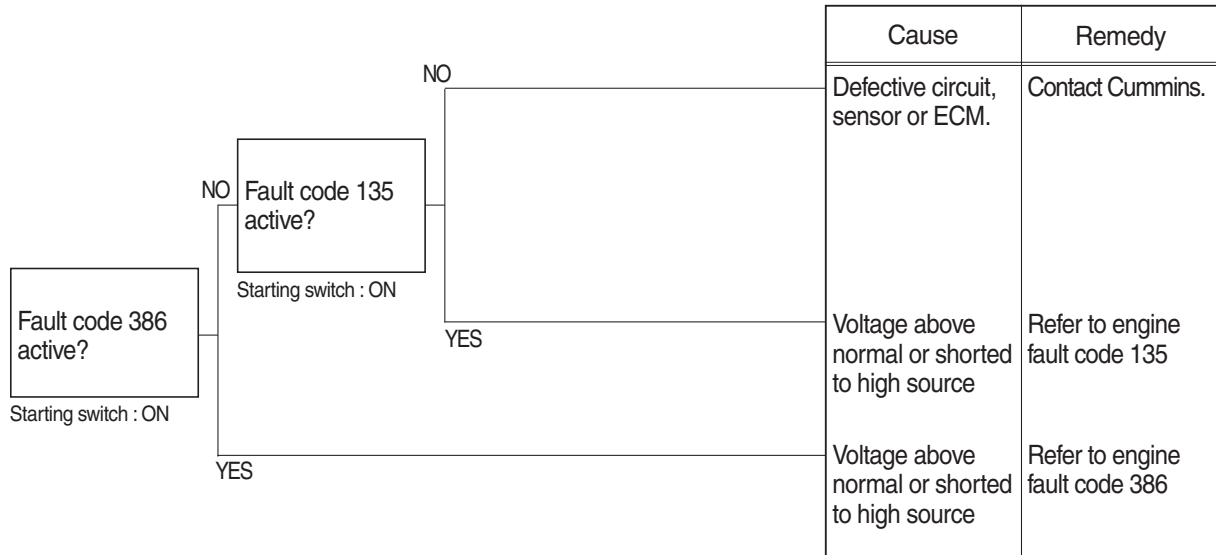 Cause
Remedy
NO
Defective circuit,
sensor or ECM.
Contact Cummins.
NO
Fault code 135
active?
Starting switch : ON
Fault code 386
active?
Starting switch : ON
YES
Voltage above
normal or shorted
to high source
Refer to engine
fault code 135
YES
Voltage above
normal or shorted
to high source
Refer to engine
fault code 386